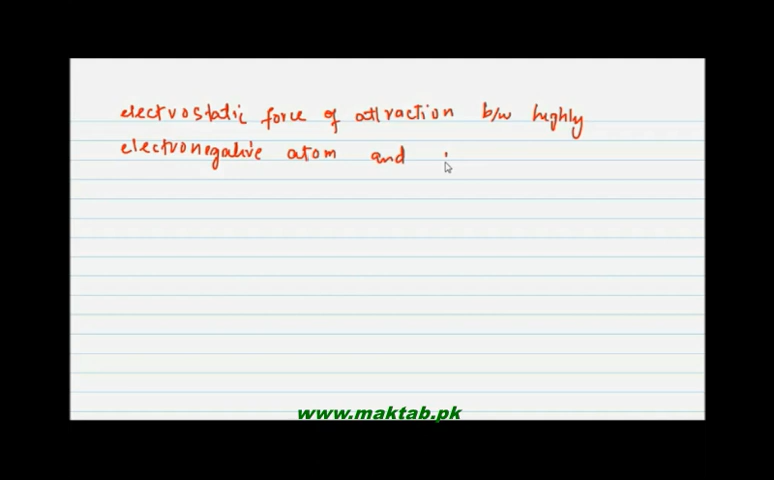 electrostatic force of attraction b/w highly
electronegative atom and
www.maktab.pk